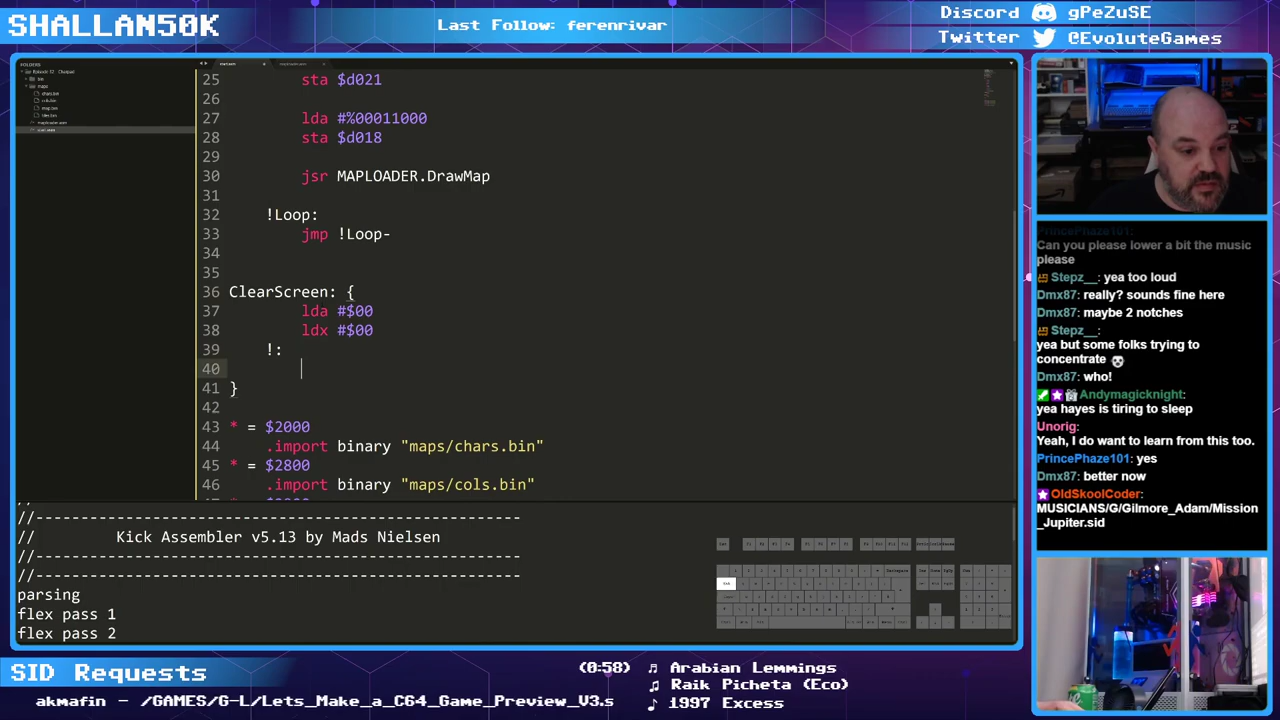 SHALLAN50K
Last Follow: ferenrivar
Discord gPeZuSE
Twitter @EvoluteGames
FOLDERS
25 sta $d021
26
27 lda #%00011000
28 sta $d018
29
30 jsr MAPLOADER.DrawMap
31
32 !Loop:
33 jmp !Loop-
34
35
36 ClearScreen: {
37 lda #$00
38 ldx #$00
39 !:
40
41 }
42
43 * = $2000
44 .import binary "maps/chars.bin"
45 * = $2800
46 .import binary "maps/cols.bin"
//------------------------------------------------------
// Kick Assembler v5.13 by Mads Nielsen
//------------------------------------------------------
//------------------------------------------------------
parsing
flex pass 1
flex pass 2
PrincePhaze101:
Can you please lower a bit the music
please
Stepz__: yea too loud
Dmx87: really? sounds fine here
Dmx87: maybe 2 notches
Stepz__:
yea but some folks trying to
concentrate
Dmx87: who!
Andymagicknight:
yea hayes is tiring to sleep
Unorig:
Yeah, I do want to learn from this too.
PrincePhaze101: yes
Dmx87: better now
OldSkoolCoder:
MUSICIANS/G/Gilmore_Adam/Mission
_Jupiter.sid
SID Requests
(0:58) Arabian Lemmings
Raik Picheta (Eco)
1997 Excess
akmafin - /GAMES/G-L/Lets_Make_a_C64_Game_Preview_V3.s